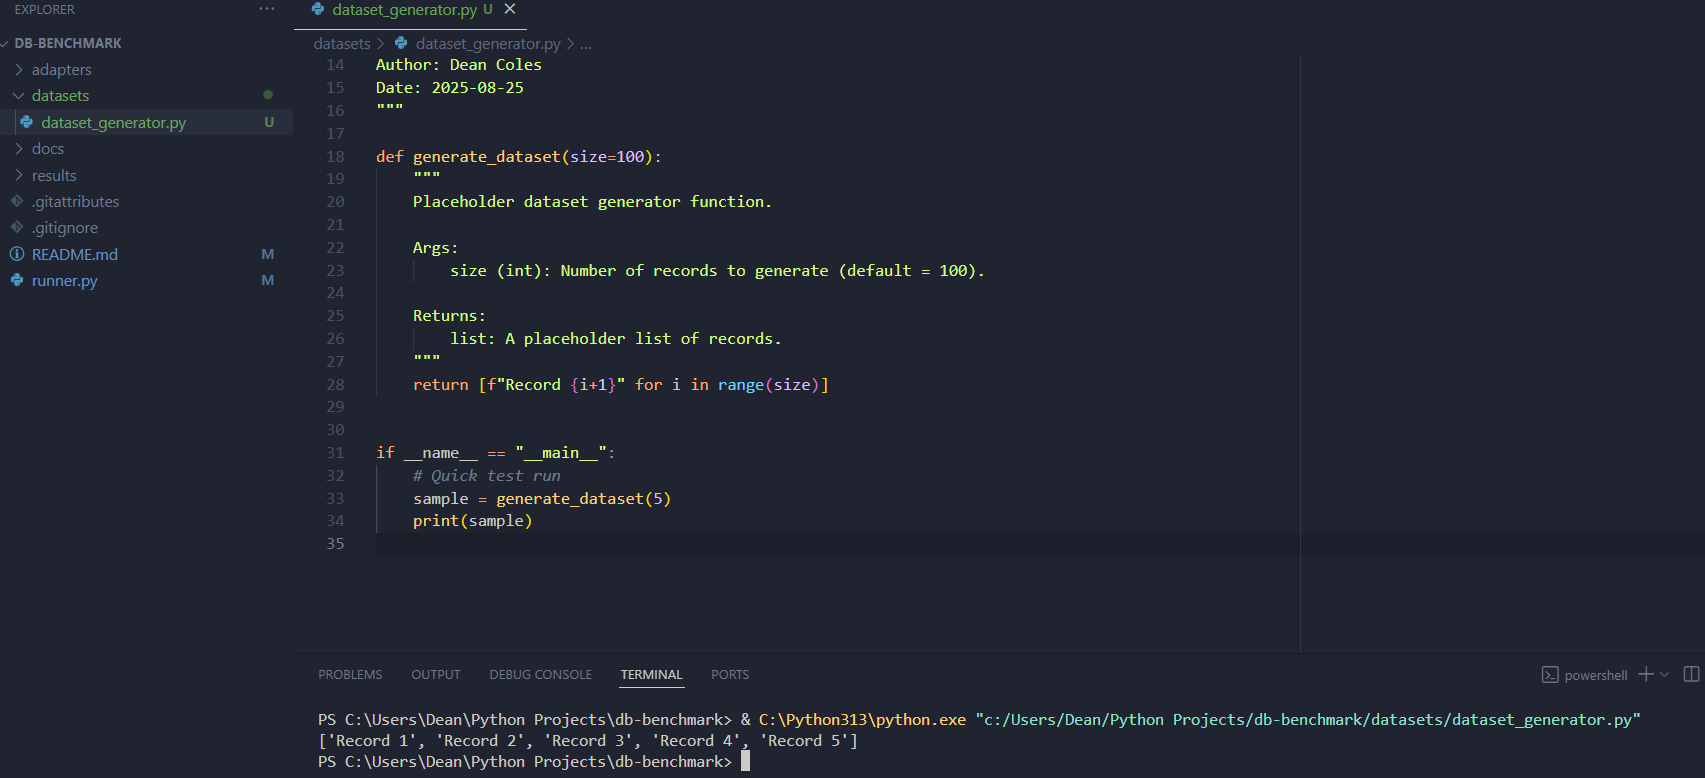 EXPLORER
···
dataset_generator.py U
DB-BENCHMARK
adapters
datasets
dataset_generator.py U
docs
results
.gitattributes
.gitignore
README.md M
runner.py M
datasets > dataset_generator.py > ...
14 Author: Dean Coles
15 Date: 2025-08-25
16 """
17
18 def generate_dataset(size=100):
19     """
20     Placeholder dataset generator function.
21
22     Args:
23         size (int): Number of records to generate (default = 100).
24
25     Returns:
26         list: A placeholder list of records.
27     """
28     return [f"Record {i+1}" for i in range(size)]
29
30
31 if __name__ == "__main__":
32     # Quick test run
33     sample = generate_dataset(5)
34     print(sample)
35
PROBLEMS OUTPUT DEBUG CONSOLE TERMINAL PORTS
powershell
PS C:\Users\Dean\Python Projects\db-benchmark> & C:\Python313\python.exe "c:/Users/Dean/Python Projects/db-benchmark/datasets/dataset_generator.py"
['Record 1', 'Record 2', 'Record 3', 'Record 4', 'Record 5']
PS C:\Users\Dean\Python Projects\db-benchmark>